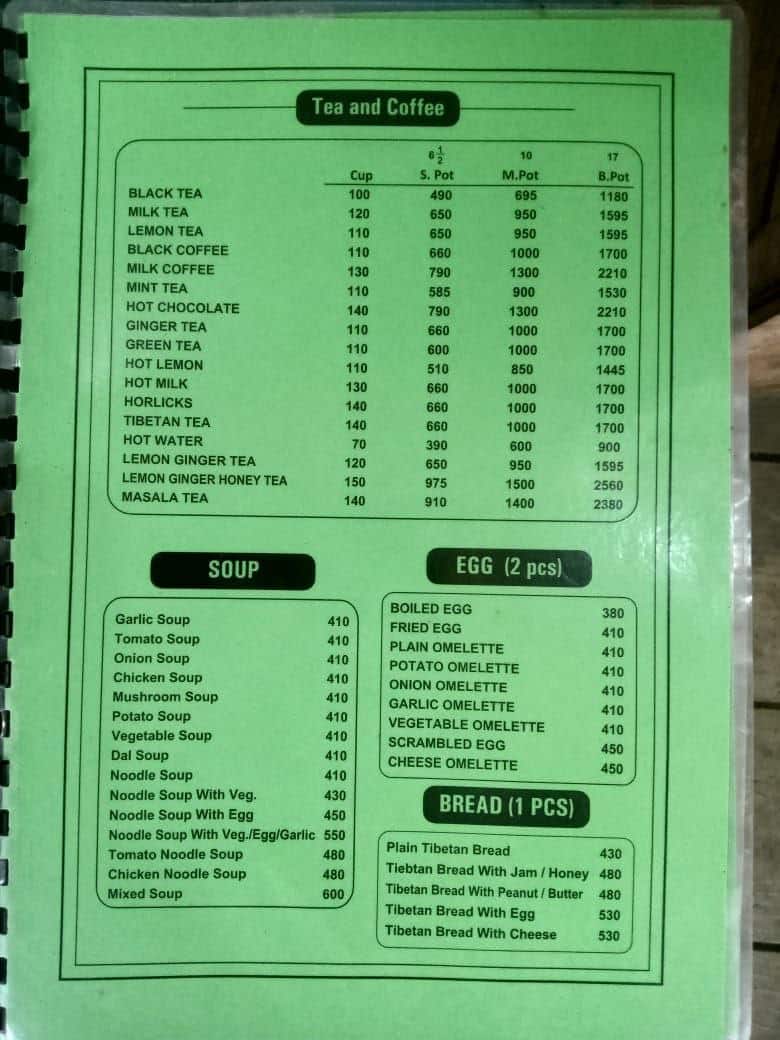 Tea and Coffee
6 1/2 10 17
Cup S. Pot M.Pot B.Pot
BLACK TEA 100 490 695 1180
MILK TEA 120 650 950 1595
LEMON TEA 110 650 950 1595
BLACK COFFEE 110 660 1000 1700
MILK COFFEE 130 790 1300 2210
MINT TEA 110 585 900 1530
HOT CHOCOLATE 140 790 1300 2210
GINGER TEA 110 660 1000 1700
GREEN TEA 110 600 1000 1700
HOT LEMON 110 510 850 1445
HOT MILK 130 660 1000 1700
HORLICKS 140 660 1000 1700
TIBETAN TEA 140 660 1000 1700
HOT WATER 70 390 600 900
LEMON GINGER TEA 120 650 950 1595
LEMON GINGER HONEY TEA 150 975 1500 2560
MASALA TEA 140 910 1400 2380
SOUP
Garlic Soup 410
Tomato Soup 410
Onion Soup 410
Chicken Soup 410
Mushroom Soup 410
Potato Soup 410
Vegetable Soup 410
Dal Soup 410
Noodle Soup 410
Noodle Soup With Veg. 430
Noodle Soup With Egg 450
Noodle Soup With Veg./Egg/Garlic 550
Tomato Noodle Soup 480
Chicken Noodle Soup 480
Mixed Soup 600
EGG (2 pcs)
BOILED EGG 380
FRIED EGG 410
PLAIN OMELETTE 410
POTATO OMELETTE 410
ONION OMELETTE 410
GARLIC OMELETTE 410
VEGETABLE OMELETTE 410
SCRAMBLED EGG 450
CHEESE OMELETTE 450
BREAD (1 PCS)
Plain Tibetan Bread 430
Tiebtan Bread With Jam / Honey 480
Tibetan Bread With Peanut / Butter 480
Tibetan Bread With Egg 530
Tibetan Bread With Cheese 530